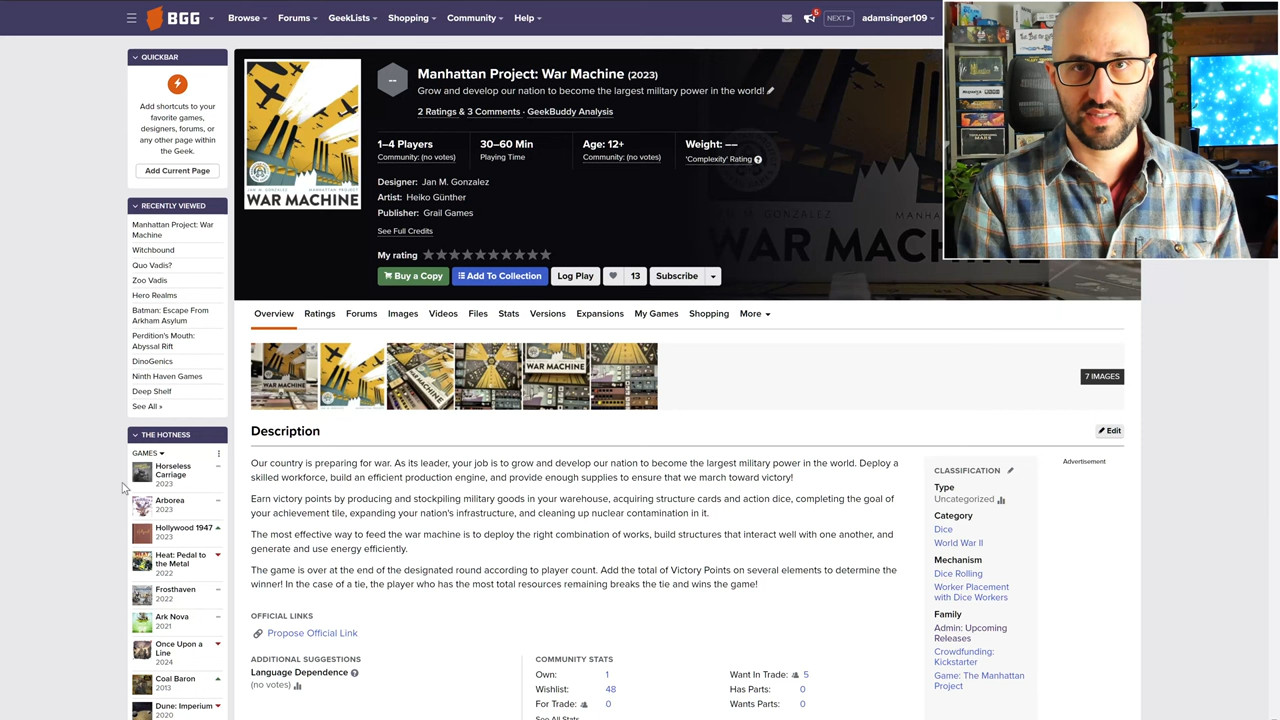 BGG
Browse
Forums
GeekLists
Shopping
Community
Help
5
NEXT
adamsinger109
QUICKBAR
Add shortcuts to your
favorite games,
designers, forums, or
any other page within
the Geek.
Add Current Page
RECENTLY VIEWED
Manhattan Project: War
Machine
Witchbound
Quo Vadis?
Zoo Vadis
Hero Realms
Batman: Escape From
Arkham Asylum
Perdition's Mouth:
Abyssal Rift
DinoGenics
Ninth Haven Games
Deep Shelf
See All »
THE HOTNESS
GAMES
Horseless
Carriage
2023
Arborea
2023
Hollywood 1947
2023
Heat: Pedal to
the Metal
2022
Frosthaven
2022
Ark Nova
2021
Once Upon a
Line
2024
Coal Baron
2013
Dune: Imperium
2020
JAN M. GONZALEZ MANHATTAN PROJECT
WAR MACHINE
--
Manhattan Project: War Machine (2023)
Grow and develop our nation to become the largest military power in the world!
2 Ratings & 3 Comments · GeekBuddy Analysis
1–4 Players
Community: (no votes)
30–60 Min
Playing Time
Age: 12+
Community: (no votes)
Weight: ––
'Complexity' Rating
Designer: Jan M. Gonzalez
Artist: Heiko Günther
Publisher: Grail Games
See Full Credits
My rating
Buy a Copy
Add To Collection
Log Play
13
Subscribe
Overview
Ratings
Forums
Images
Videos
Files
Stats
Versions
Expansions
My Games
Shopping
More
WAR MACHINE
WAR MACHINE
7 IMAGES
Description
Edit
Our country is preparing for war. As its leader, your job is to grow and develop our nation to become the largest military power in the world. Deploy a
skilled workforce, build an efficient production engine, and provide enough supplies to ensure that we march toward victory!
Earn victory points by producing and stockpiling military goods in your warehouse, acquiring structure cards and action dice, completing the goal of
your achievement tile, expanding your nation's infrastructure, and cleaning up nuclear contamination in it.
The most effective way to feed the war machine is to deploy the right combination of works, build structures that interact well with one another, and
generate and use energy efficiently.
The game is over at the end of the designated round according to player count. Add the total of Victory Points on several elements to determine the
winner! In the case of a tie, the player who has the most total resources remaining breaks the tie and wins the game!
OFFICIAL LINKS
Propose Official Link
ADDITIONAL SUGGESTIONS
Language Dependence
(no votes)
COMMUNITY STATS
Own: 1
Wishlist: 48
For Trade: 0
See All Stats
Want In Trade: 5
Has Parts: 0
Wants Parts: 0
CLASSIFICATION
Type
Uncategorized
Category
Dice
World War II
Mechanism
Dice Rolling
Worker Placement
with Dice Workers
Family
Admin: Upcoming
Releases
Crowdfunding:
Kickstarter
Game: The Manhattan
Project
Advertisement